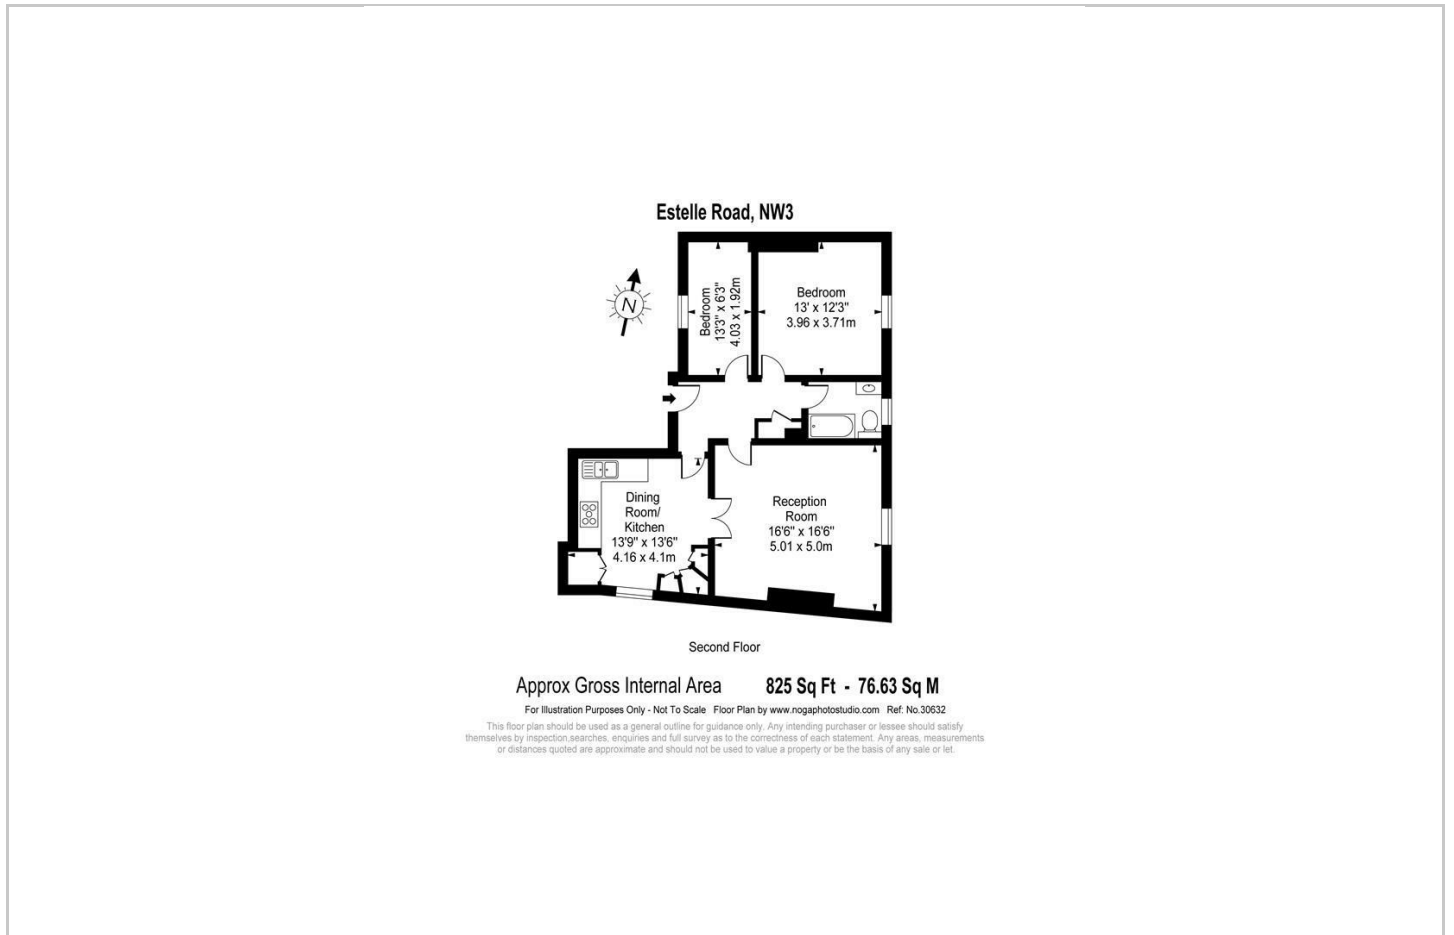 Estelle Road, NW3
N
Bedroom
13'3" x 6'3"
4.03 x 1.92m
Bedroom
13' x 12'3"
3.96 x 3.71m
Dining
Room/
Kitchen
13'9" x 13'6"
4.16 x 4.1m
Reception
Room
16'6" x 16'6"
5.01 x 5.0m
Second Floor
Approx Gross Internal Area 825 Sq Ft - 76.63 Sq M
For Illustration Purposes Only - Not To Scale Floor Plan by www.nogaphotostudio.com Ref: No.30632
This floor plan should be used as a general outline for guidance only. Any intending purchaser or lessee should satisfy
themselves by inspection,searches, enquiries and full survey as to the correctness of each statement. Any areas, measurements
or distances quoted are approximate and should not be used to value a property or be the basis of any sale or let.